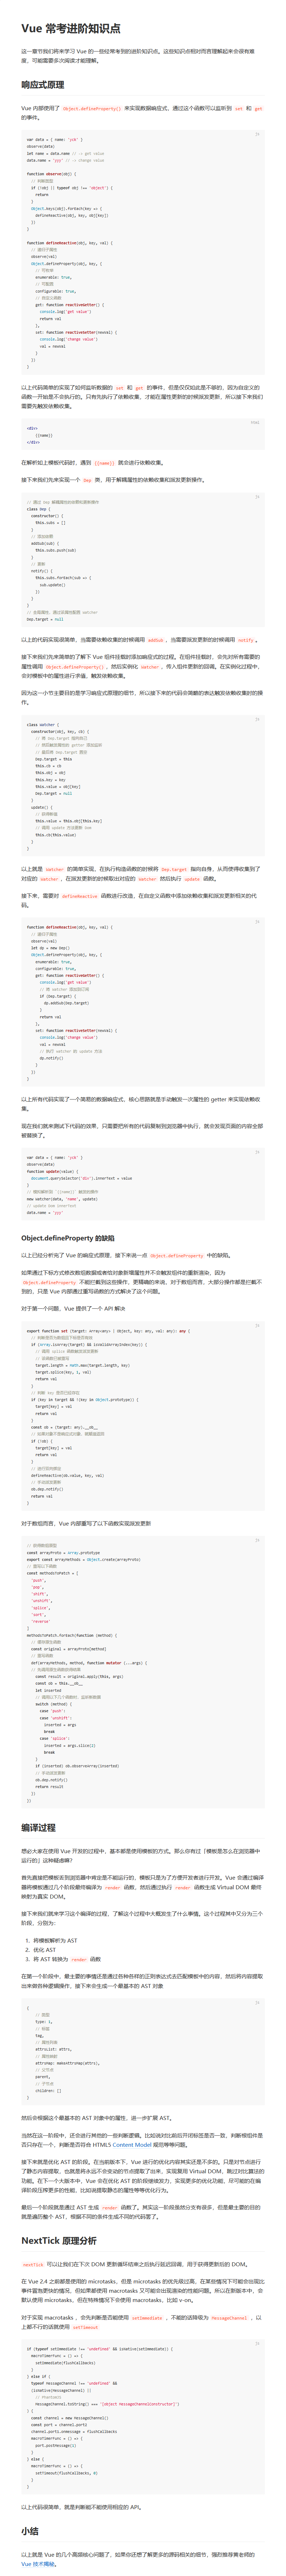 Vue 常考进阶知识点
这一章节我们将来学习 Vue 的一些经常考到的进阶知识点。这些知识点相对而言理解起来会很有难
度，可能需要多次阅读才能理解。
响应式原理
Vue 内部使用了 Object.defineProperty() 来实现数据响应式，通过这个函数可以监听到 set 和 get
的事件。
var data = { name: 'yck' }
observe(data)
let name = data.name // -> get value
data.name = 'yyy' // -> change value
function observe(obj) {
// 判断类型
if (!obj || typeof obj !== 'object') {
return
}
Object.keys(obj).forEach(key => {
defineReactive(obj, key, obj[key])
})
}
function defineReactive(obj, key, val) {
// 递归子属性
observe(val)
Object.defineProperty(obj, key, {
// 可枚举
enumerable: true,
// 可配置
configurable: true,
// 自定义函数
get: function reactiveGetter() {
console.log('get value')
return val
},
set: function reactiveSetter(newVal) {
console.log('change value')
val = newVal
}
})
}
以上代码简单的实现了如何监听数据的 set 和 get 的事件，但是仅仅如此是不够的，因为自定义的
函数一开始是不会执行的。只有先执行了依赖收集，才能在属性更新的时候派发更新，所以接下来我们
需要先触发依赖收集。
<div>
{{name}}
</div>
在解析如上模板代码时，遇到 {{name}} 就会进行依赖收集。
接下来我们先来实现一个 Dep 类，用于解耦属性的依赖收集和派发更新操作。
// 通过 Dep 解耦属性的依赖和更新操作
class Dep {
constructor() {
this.subs = []
}
// 添加依赖
addSub(sub) {
this.subs.push(sub)
}
// 更新
notify() {
this.subs.forEach(sub => {
sub.update()
})
}
}
// 全局属性，通过该属性配置 Watcher
Dep.target = null
以上的代码实现很简单，当需要依赖收集的时候调用 addSub，当需要派发更新的时候调用 notify。
接下来我们先来简单的了解下 Vue 组件挂载时添加响应式的过程。在组件挂载时，会先对所有需要的
属性调用 Object.defineProperty()，然后实例化 Watcher，传入组件更新的回调。在实例化过程中，
会对模板中的属性进行求值，触发依赖收集。
因为这一小节主要目的是学习响应式原理的细节，所以接下来的代码会简略的表达触发依赖收集时的操
作。
class Watcher {
constructor(obj, key, cb) {
// 将 Dep.target 指向自己
// 然后触发属性的 getter 添加监听
// 最后将 Dep.target 置空
Dep.target = this
this.cb = cb
this.obj = obj
this.key = key
this.value = obj[key]
Dep.target = null
}
update() {
// 获得新值
this.value = this.obj[this.key]
// 调用 update 方法更新 Dom
this.cb(this.value)
}
}
以上就是 Watcher 的简单实现，在执行构造函数的时候将 Dep.target 指向自身，从而使得收集到了
对应的 Watcher，在派发更新的时候取出对应的 Watcher 然后执行 update 函数。
接下来，需要对 defineReactive 函数进行改造，在自定义函数中添加依赖收集和派发更新相关的代
码。
function defineReactive(obj, key, val) {
// 递归子属性
observe(val)
let dp = new Dep()
Object.defineProperty(obj, key, {
enumerable: true,
configurable: true,
get: function reactiveGetter() {
console.log('get value')
// 将 Watcher 添加到订阅
if (Dep.target) {
dp.addSub(Dep.target)
}
return val
},
set: function reactiveSetter(newVal) {
console.log('change value')
val = newVal
// 执行 watcher 的 update 方法
dp.notify()
}
})
}
以上所有代码实现了一个简易的数据响应式，核心思路就是手动触发一次属性的 getter 来实现依赖收
集。
现在我们就来测试下代码的效果，只需要把所有的代码复制到浏览器中执行，就会发现页面的内容全部
被替换了。
var data = { name: 'yck' }
observe(data)
function update(value) {
document.querySelector('div').innerText = value
}
// 模拟解析到 `{{name}}` 触发的操作
new Watcher(data, 'name', update)
// update Dom innerText
data.name = 'yyy'
Object.defineProperty 的缺陷
以上已经分析完了 Vue 的响应式原理，接下来说一点 Object.defineProperty 中的缺陷。
如果通过下标方式修改数组数据或者给对象新增属性并不会触发组件的重新渲染，因为
Object.defineProperty 不能拦截到这些操作，更精确的来说，对于数组而言，大部分操作都是拦截不
到的，只是 Vue 内部通过重写函数的方式解决了这个问题。
对于第一个问题，Vue 提供了一个 API 解决
export function set (target: Array<any> | Object, key: any, val: any): any {
// 判断是否为数组且下标是否有效
if (Array.isArray(target) && isValidArrayIndex(key)) {
// 调用 splice 函数触发派发更新
// 该函数已被重写
target.length = Math.max(target.length, key)
target.splice(key, 1, val)
return val
}
// 判断 key 是否已经存在
if (key in target && !(key in Object.prototype)) {
target[key] = val
return val
}
const ob = (target: any).__ob__
// 如果对象不是响应式对象，就赋值返回
if (!ob) {
target[key] = val
return val
}
// 进行双向绑定
defineReactive(ob.value, key, val)
// 手动派发更新
ob.dep.notify()
return val
}
对于数组而言，Vue 内部重写了以下函数实现派发更新
// 获得数组原型
const arrayProto = Array.prototype
export const arrayMethods = Object.create(arrayProto)
// 重写以下函数
const methodsToPatch = [
'push',
'pop',
'shift',
'unshift',
'splice',
'sort',
'reverse'
]
methodsToPatch.forEach(function (method) {
// 缓存原生函数
const original = arrayProto[method]
// 重写函数
def(arrayMethods, method, function mutator (...args) {
// 先调用原生函数获得结果
const result = original.apply(this, args)
const ob = this.__ob__
let inserted
// 调用以下几个函数时，监听新数据
switch (method) {
case 'push':
case 'unshift':
inserted = args
break
case 'splice':
inserted = args.slice(2)
break
}
if (inserted) ob.observeArray(inserted)
// 手动派发更新
ob.dep.notify()
return result
})
})
编译过程
想必大家在使用 Vue 开发的过程中，基本都是使用模板的方式。那么你有过「模板是怎么在浏览器中
运行的」这种疑虑嘛？
首先直接把模板丢到浏览器中肯定是不能运行的，模板只是为了方便开发者进行开发。Vue 会通过编译
器将模板通过几个阶段最终编译为 render 函数，然后通过执行 render 函数生成 Virtual DOM 最终
映射为真实 DOM。
接下来我们就来学习这个编译的过程，了解这个过程中大概发生了什么事情。这个过程其中又分为三个
阶段，分别为：
1. 将模板解析为 AST
2. 优化 AST
3. 将 AST 转换为 render 函数
在第一个阶段中，最主要的事情还是通过各种各样的正则表达式去匹配模板中的内容，然后将内容提取
出来做各种逻辑操作，接下来会生成一个最基本的 AST 对象
{
// 类型
type: 1,
// 标签
tag,
// 属性列表
attrsList: attrs,
// 属性映射
attrsMap: makeAttrsMap(attrs),
// 父节点
parent,
// 子节点
children: []
}
然后会根据这个最基本的 AST 对象中的属性，进一步扩展 AST。
当然在这一阶段中，还会进行其他的一些判断逻辑。比如说对比前后开闭标签是否一致，判断根组件是
否只存在一个，判断是否符合 HTML5 Content Model 规范等等问题。
接下来就是优化 AST 的阶段。在当前版本下，Vue 进行的优化内容其实还是不多的。只是对节点进行
了静态内容提取，也就是将永远不会变动的节点提取了出来，实现复用 Virtual DOM，跳过对比算法的
功能。在下一个大版本中，Vue 会在优化 AST 的阶段继续发力，实现更多的优化功能，尽可能的在编
译阶段压榨更多的性能，比如说提取静态的属性等等优化行为。
最后一个阶段就是通过 AST 生成 render 函数了。其实这一阶段虽然分支有很多，但是最主要的目的
就是遍历整个 AST，根据不同的条件生成不同的代码罢了。
NextTick 原理分析
nextTick 可以让我们在下次 DOM 更新循环结束之后执行延迟回调，用于获得更新后的 DOM。
在 Vue 2.4 之前都是使用的 microtasks，但是 microtasks 的优先级过高，在某些情况下可能会出现比
事件冒泡更快的情况，但如果都使用 macrotasks 又可能会出现渲染的性能问题。所以在新版本中，会
默认使用 microtasks，但在特殊情况下会使用 macrotasks，比如 v-on。
对于实现 macrotasks ，会先判断是否能使用 setImmediate ，不能的话降级为 MessageChannel ，以
上都不行的话就使用 setTimeout
if (typeof setImmediate !== 'undefined' && isNative(setImmediate)) {
macroTimerFunc = () => {
setImmediate(flushCallbacks)
}
} else if (
typeof MessageChannel !== 'undefined' &&
(isNative(MessageChannel) ||
// PhantomJS
MessageChannel.toString() === '[object MessageChannelConstructor]')
) {
const channel = new MessageChannel()
const port = channel.port2
channel.port1.onmessage = flushCallbacks
macroTimerFunc = () => {
port.postMessage(1)
}
} else {
macroTimerFunc = () => {
setTimeout(flushCallbacks, 0)
}
}
以上代码很简单，就是判断能不能使用相应的 API。
小结
以上就是 Vue 的几个高级核心问题了，如果你还想了解更多的源码相关的细节，强烈推荐黄老师的
Vue 技术揭秘。